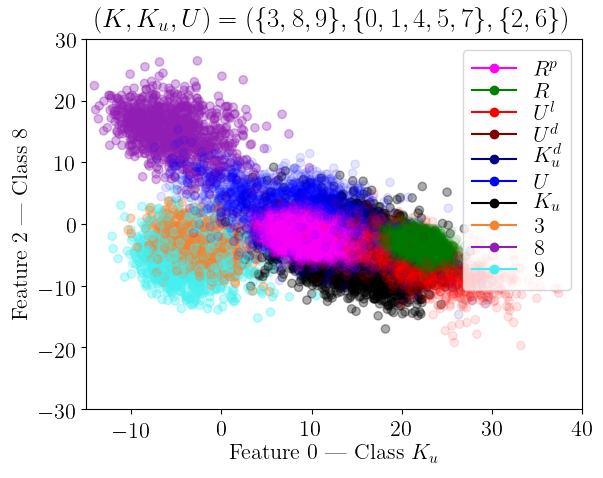 (K, K_u, U) = ({3, 8, 9}, {0, 1, 4, 5, 7}, {2, 6})
30
20
10
0
−10
−20
−30
−10
0
10
20
30
40
Feature 2 — Class 8
Feature 0 — Class K_u
R^p
R
U^l
U^d
K_u^d
U
K_u
3
8
9